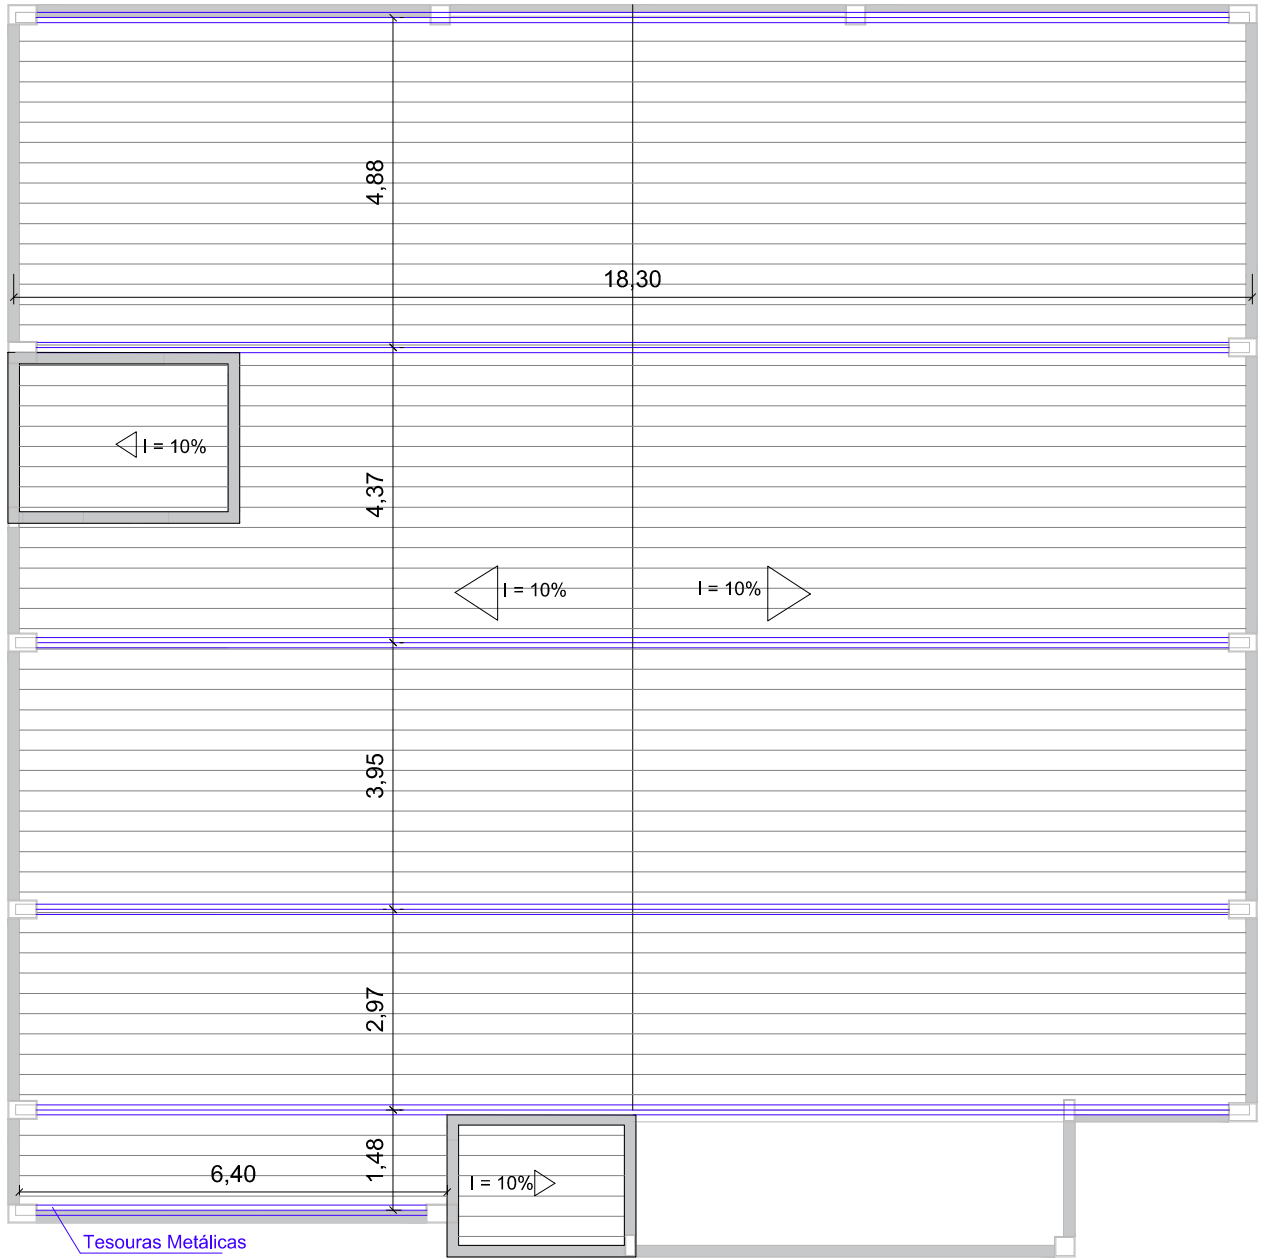 4,88
18,30
I = 10%
4,37
I = 10%
I = 10%
3,95
2,97
1,48
6,40
I = 10%
Tesouras Metálicas